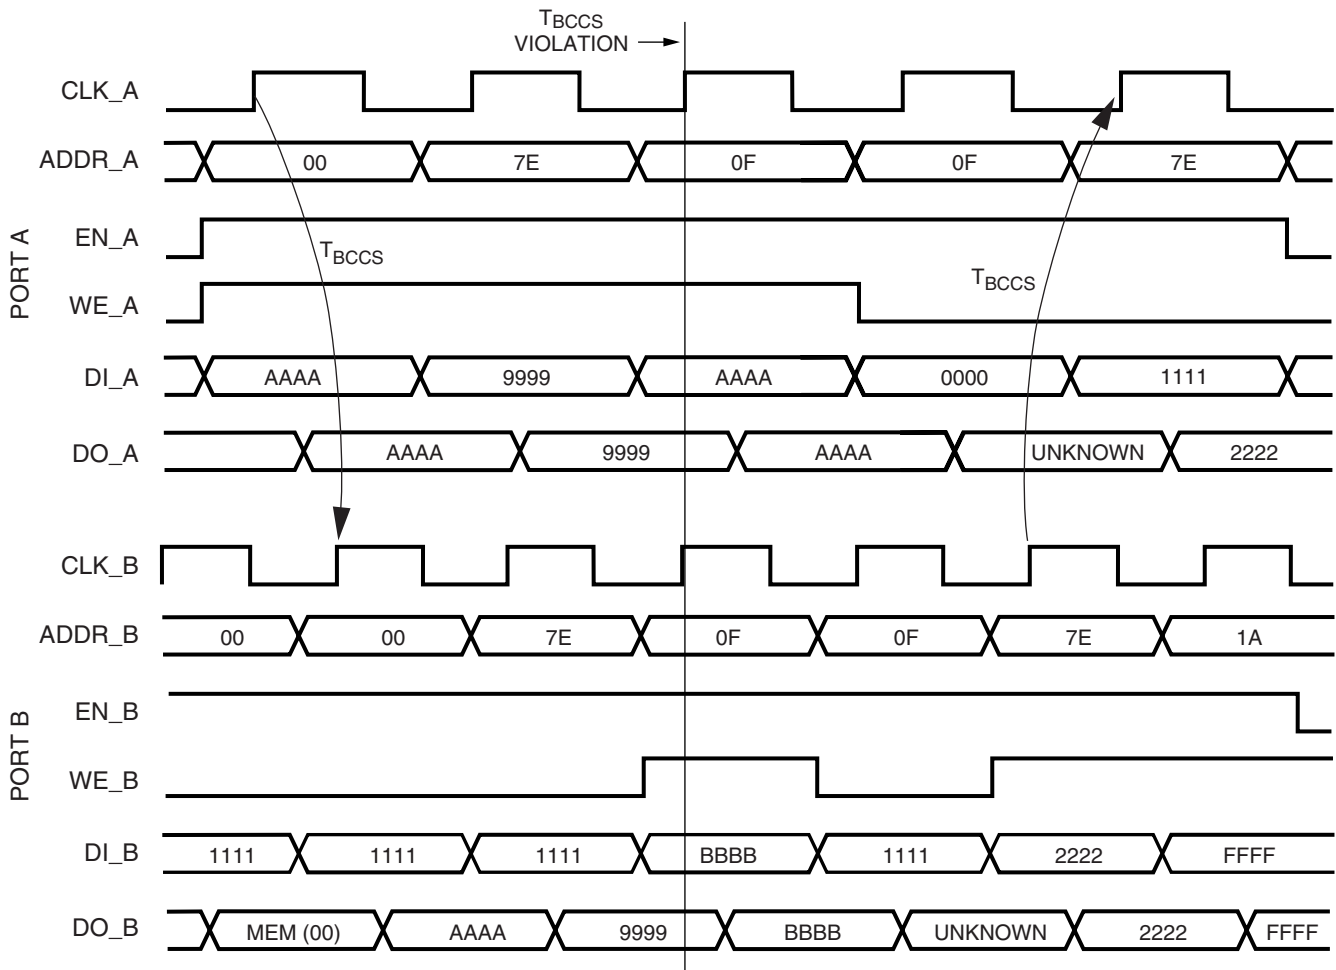 TBCCS
VIOLATION
CLK_A
ADDR_A 00 7E 0F 0F 7E
PORT A
EN_A
TBCCS
TBCCS
WE_A
DI_A AAAA 9999 AAAA 0000 1111
DO_A AAAA 9999 AAAA UNKNOWN 2222
CLK_B
ADDR_B 00 00 7E 0F 0F 7E 1A
PORT B
EN_B
WE_B
DI_B 1111 1111 1111 BBBB 1111 2222 FFFF
DO_B MEM (00) AAAA 9999 BBBB UNKNOWN 2222 FFFF